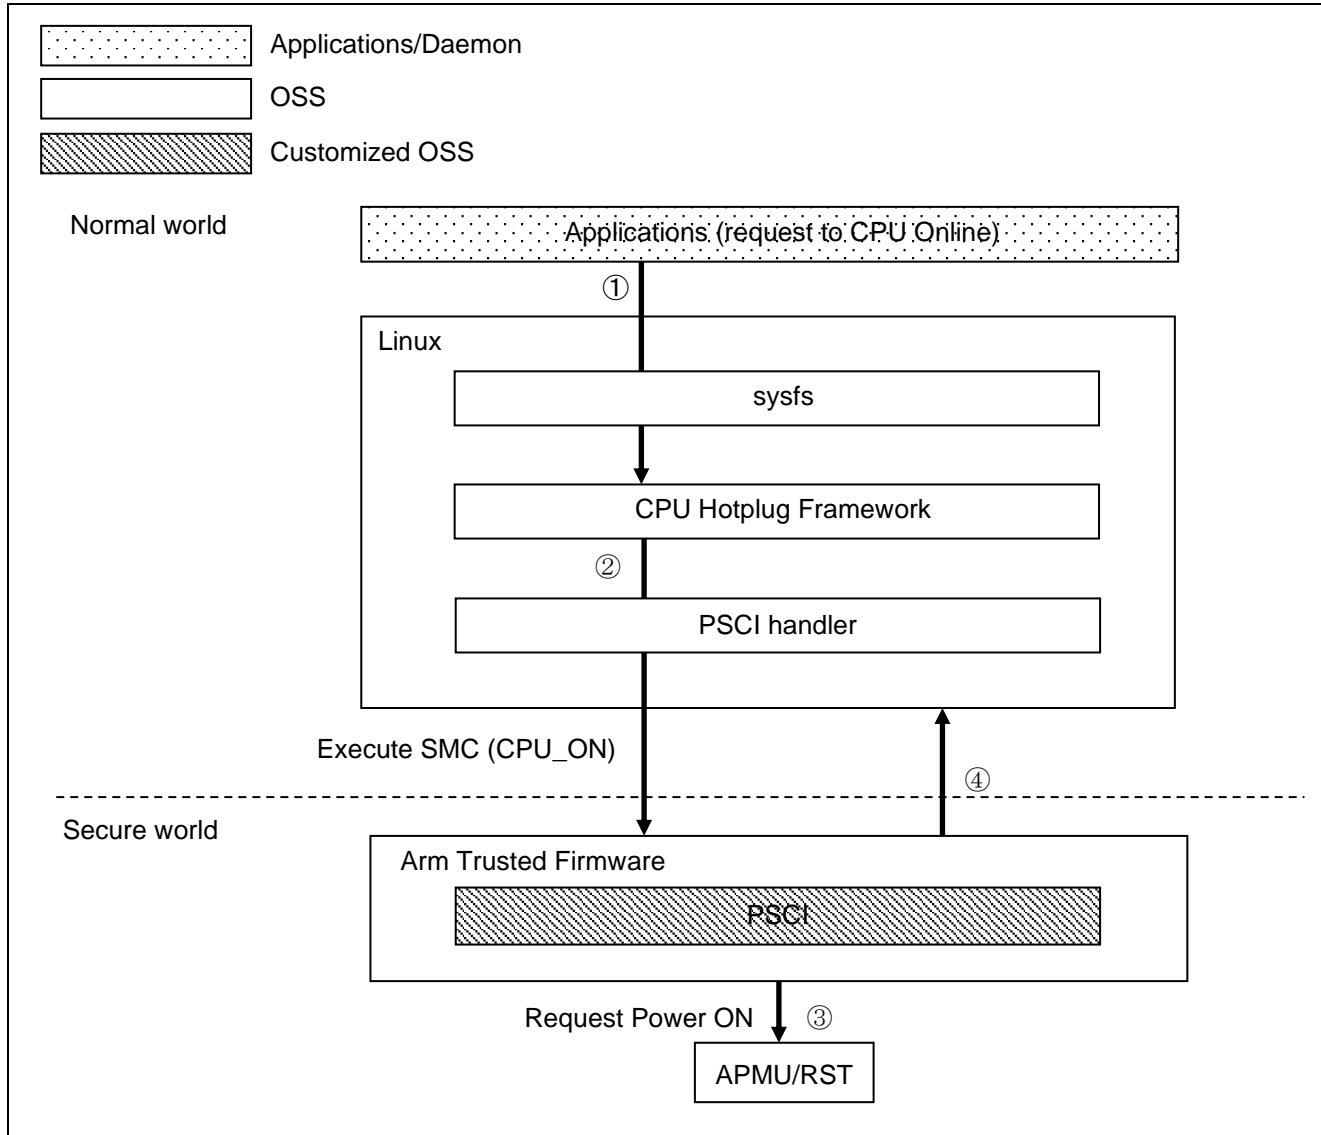 Applications/Daemon
OSS
Customized OSS
Normal world
Applications (request to CPU Online)
①
Linux
sysfs
CPU Hotplug Framework
②
PSCI handler
Execute SMC (CPU_ON)
④
Secure world
Arm Trusted Firmware
PSCI
Request Power ON ③
APMU/RST